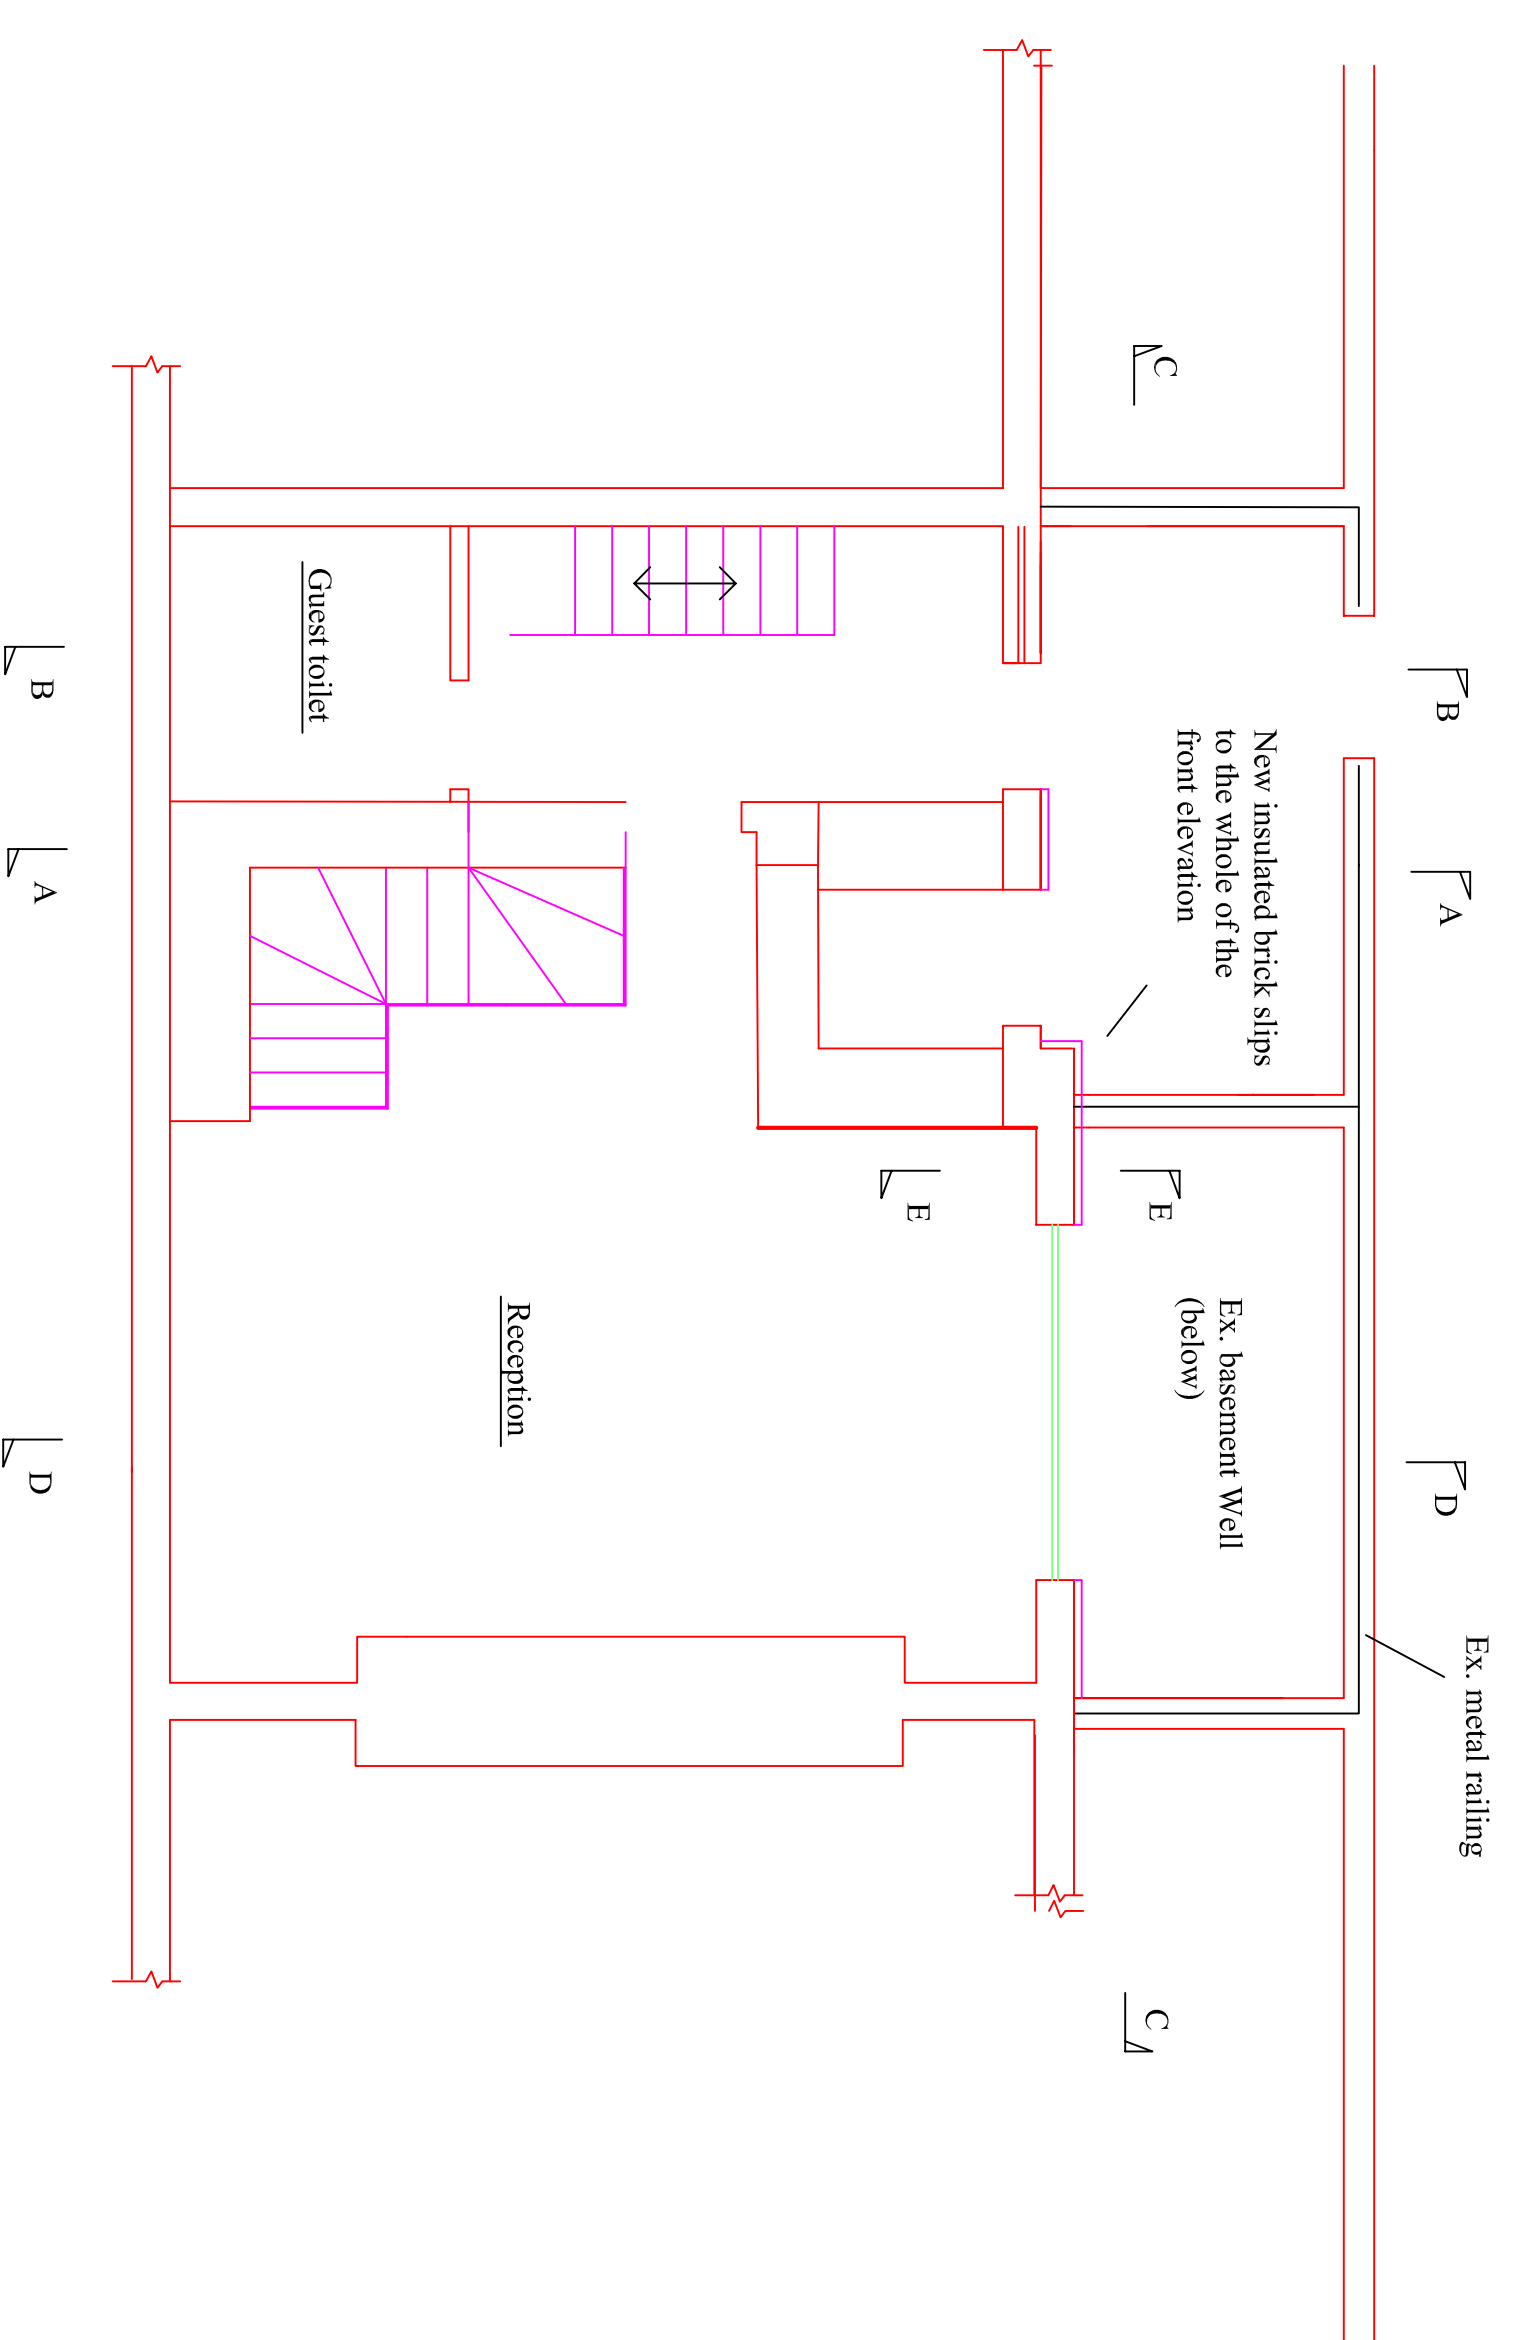 Ex. metal railing
B
A
D
New insulated brick slips
to the whole of the
front elevation
Ex. basement Well
(below)
C
C
E
E
Reception
Guest toilet
B
A
D